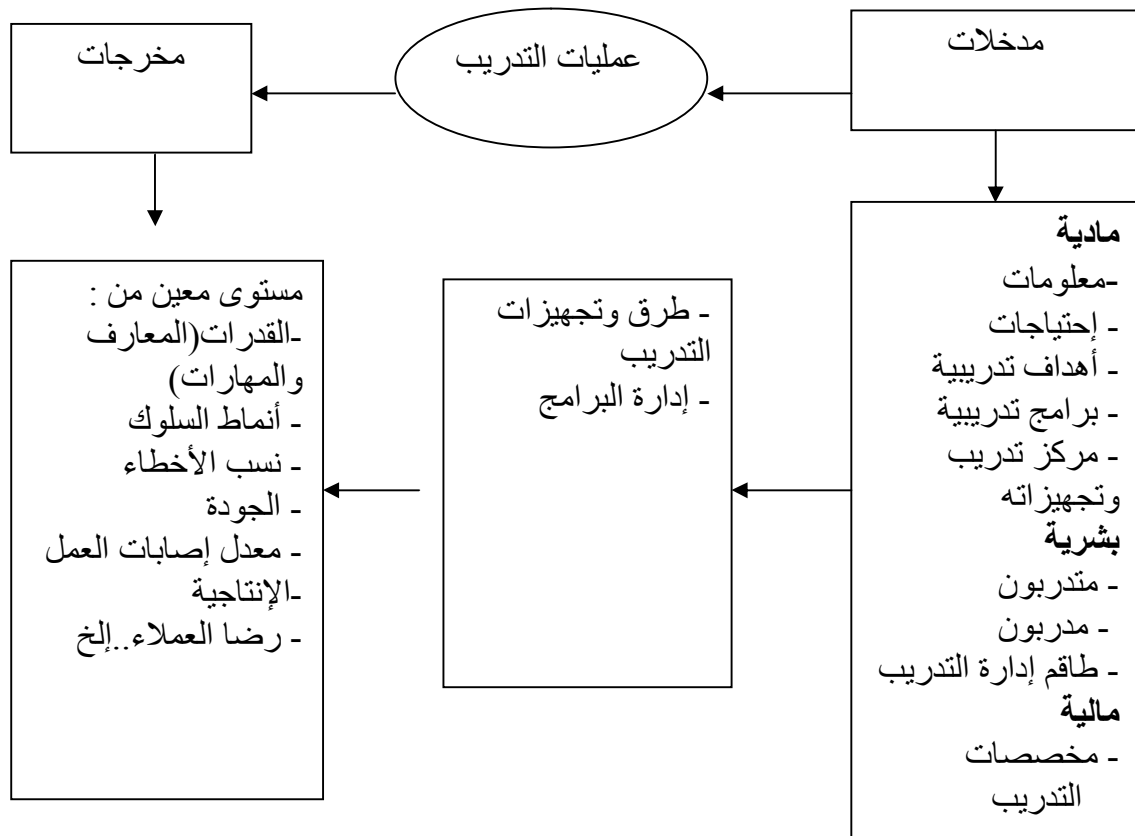 مدخلات
عمليات التدريب
مخرجات
مادية
-معلومات
- إحتياجات
- أهداف تدريبية
- برامج تدريبية
- مركز تدريب
وتجهيزاته
بشرية
- متدربون
- مدربون
- طاقم إدارة التدريب
مالية
- مخصصات
التدريب
- طرق وتجهيزات
التدريب
- إدارة البرامج
مستوى معين من :
-القدرات(المعارف
والمهارات)
- أنماط السلوك
- نسب الأخطاء
- الجودة
- معدل إصابات العمل
-الإنتاجية
- رضا العملاء..إلخ